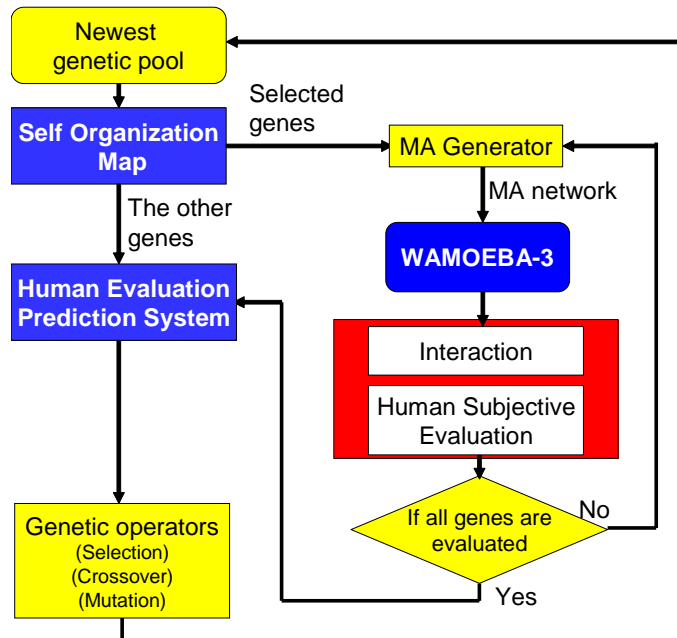 Newest
genetic pool
Selected
genes
Self Organization
Map
MA Generator
MA network
The other
genes
WAMOEBA-3
Human Evaluation
Prediction System
Interaction
Human Subjective
Evaluation
If all genes are
evaluated
No
Yes
Genetic operators
(Selection)
(Crossover)
(Mutation)